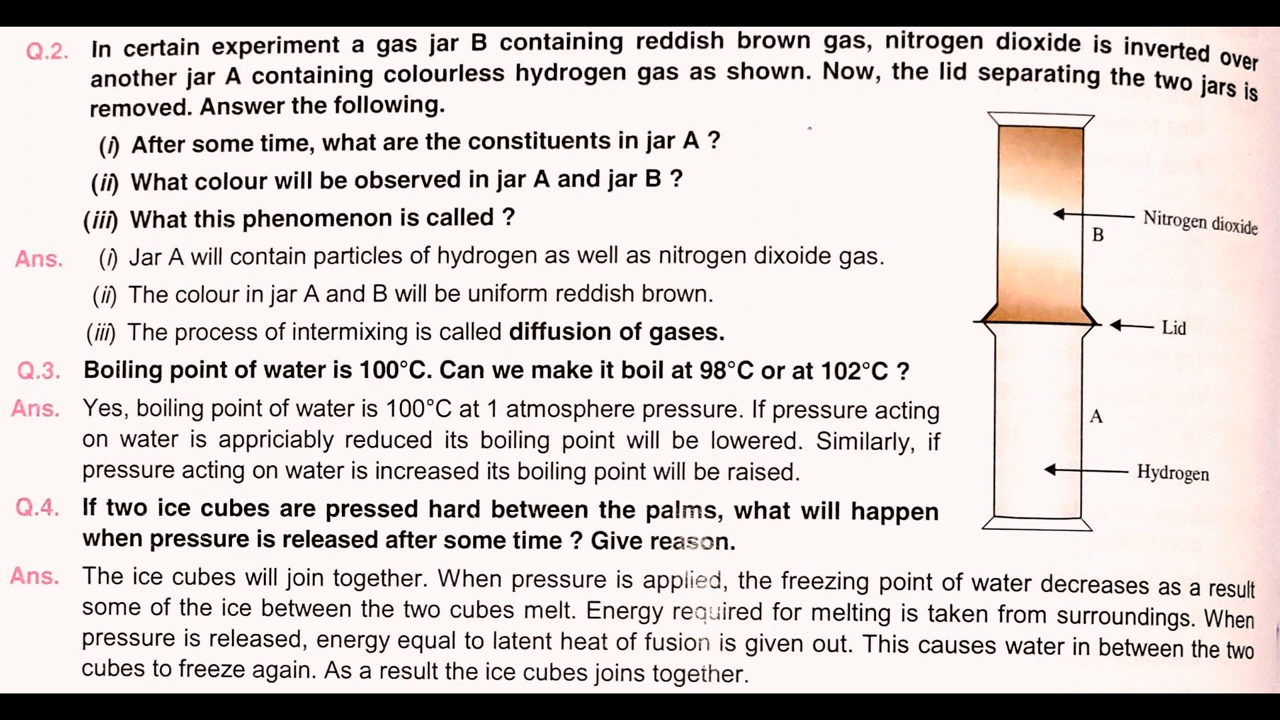 Q.2. In certain experiment a gas jar B containing reddish brown gas, nitrogen dioxide is inverted over
another jar A containing colourless hydrogen gas as shown. Now, the lid separating the two jars is
removed. Answer the following.
(i) After some time, what are the constituents in jar A ?
(ii) What colour will be observed in jar A and jar B ?
(iii) What this phenomenon is called ?
Ans. (i) Jar A will contain particles of hydrogen as well as nitrogen dixoide gas.
(ii) The colour in jar A and B will be uniform reddish brown.
(iii) The process of intermixing is called diffusion of gases.
Nitrogen dioxide
B
Lid
A
Hydrogen
Q.3. Boiling point of water is 100°C. Can we make it boil at 98°C or at 102°C ?
Ans. Yes, boiling point of water is 100°C at 1 atmosphere pressure. If pressure acting
on water is appriciably reduced its boiling point will be lowered. Similarly, if
pressure acting on water is increased its boiling point will be raised.
Q.4. If two ice cubes are pressed hard between the palms, what will happen
when pressure is released after some time ? Give reason.
Ans. The ice cubes will join together. When pressure is applied, the freezing point of water decreases as a result
some of the ice between the two cubes melt. Energy required for melting is taken from surroundings. When
pressure is released, energy equal to latent heat of fusion is given out. This causes water in between the two
cubes to freeze again. As a result the ice cubes joins together.